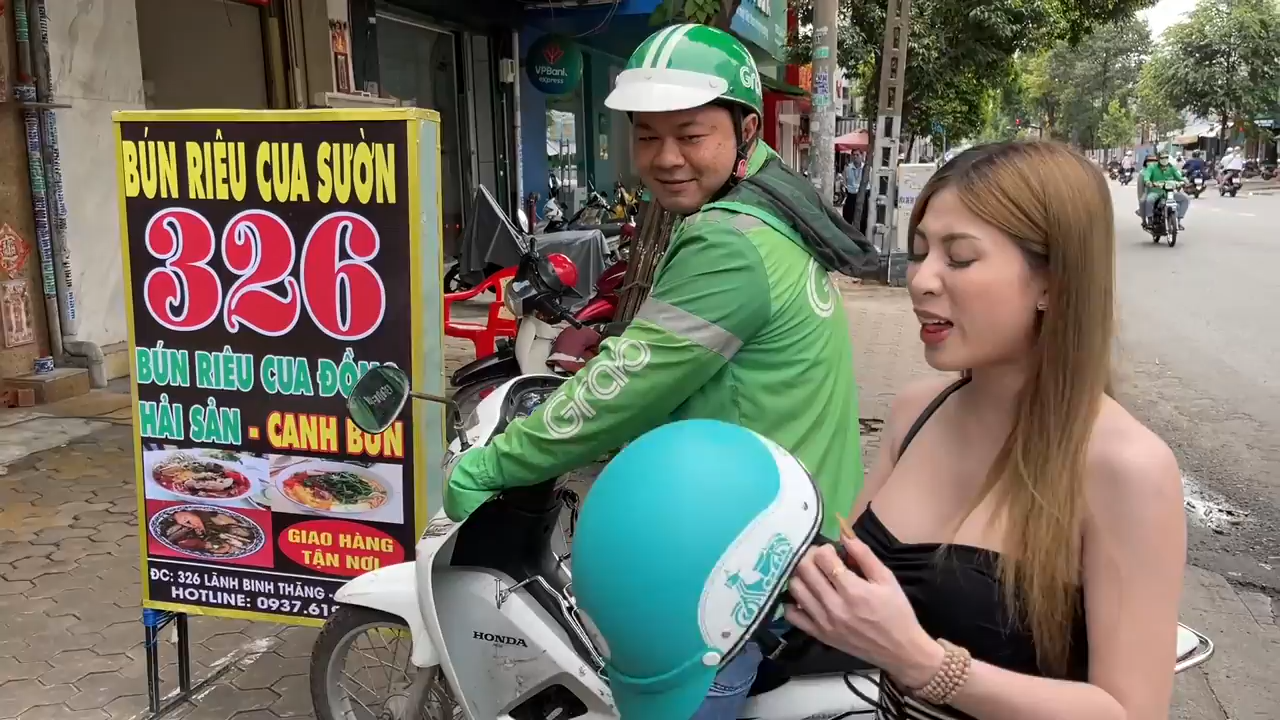 BÚN RIÊU CUA SƯỜN
326
BÚN RIÊU CUA ĐỒNG
HẢI SẢN - CANH BÚN
GIAO HÀNG
TẬN NƠI
ĐC: 326 LÃNH BINH THĂNG -
HOTLINE: 0937.61
VPBank
express
Grab
HONDA